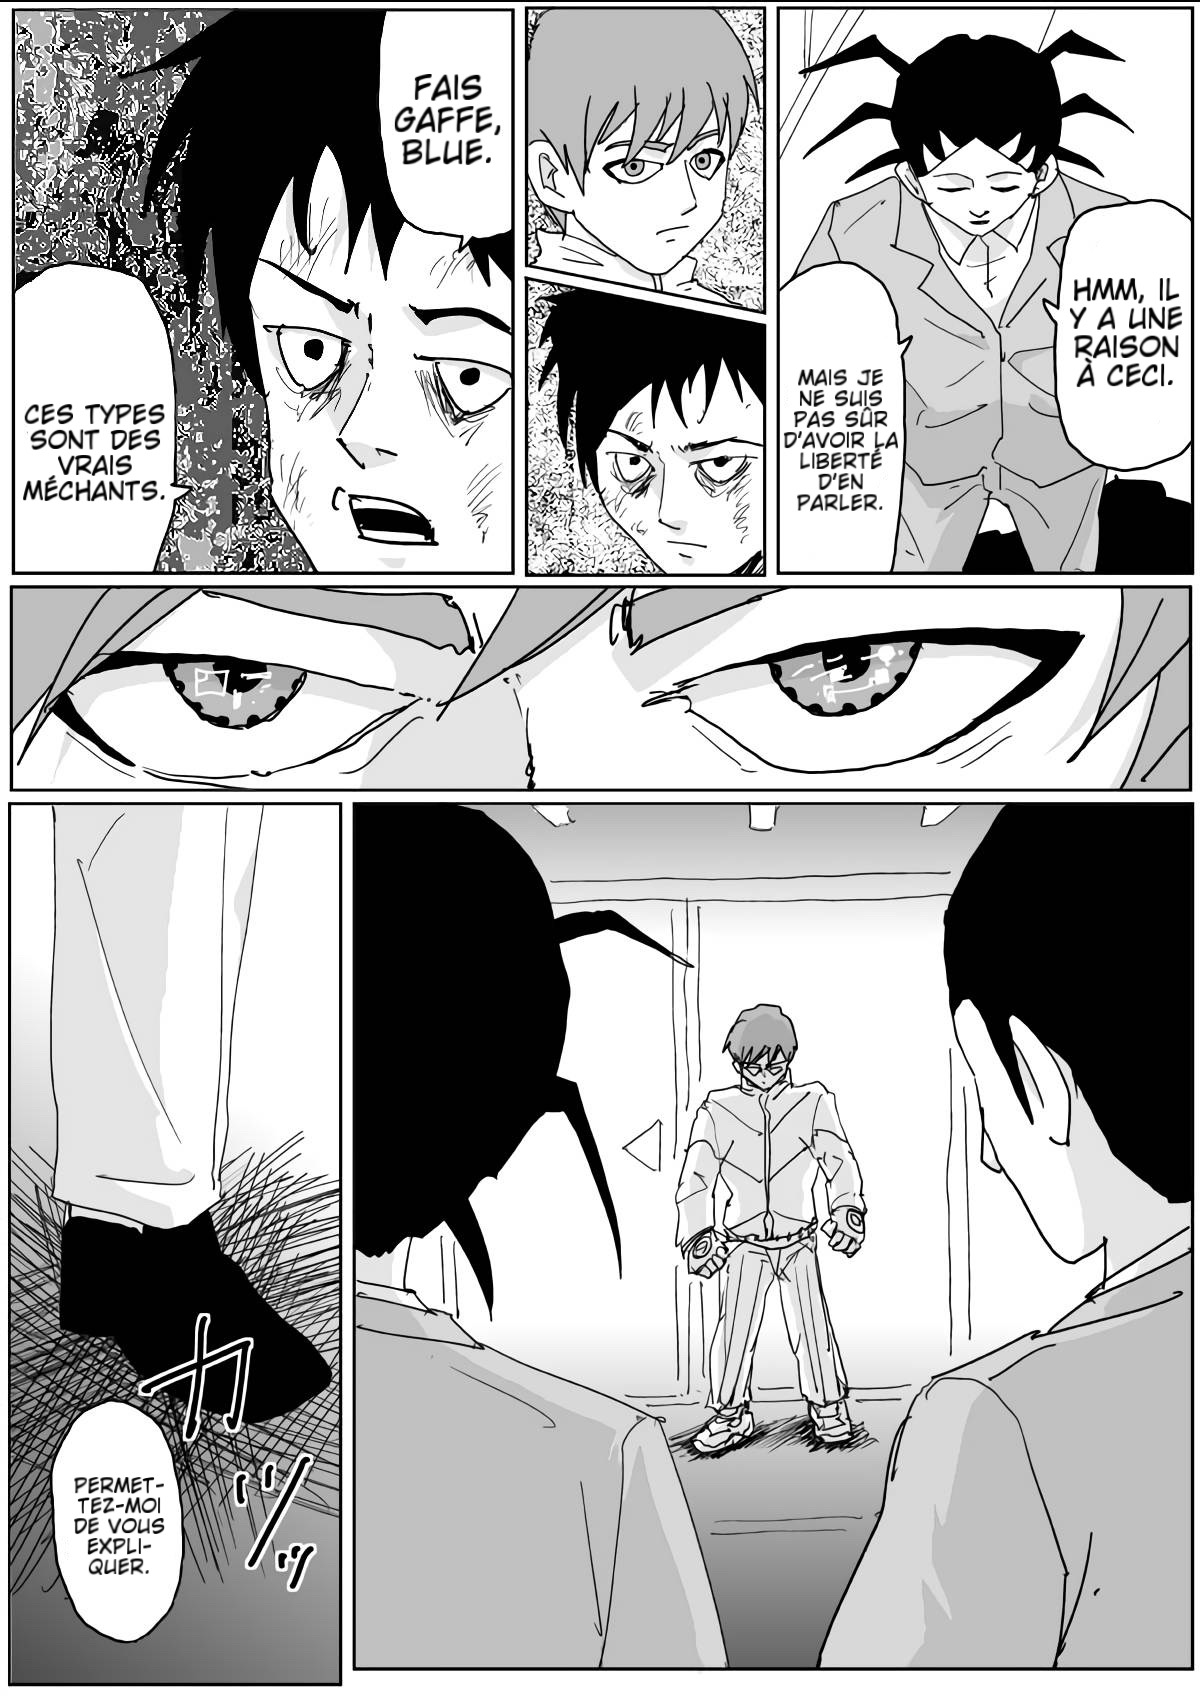 HMM, IL
Y A UNE
RAISON
À CECI.
MAIS JE
NE SUIS
PAS SÛR
D'AVOIR LA
LIBERTÉ
D'EN
PARLER.
FAIS
GAFFE,
BLUE.
CES TYPES
SONT DES
VRAIS
MÉCHANTS.
カツッ
PERMET-
TEZ-MOI
DE VOUS
EXPLI-
QUER.